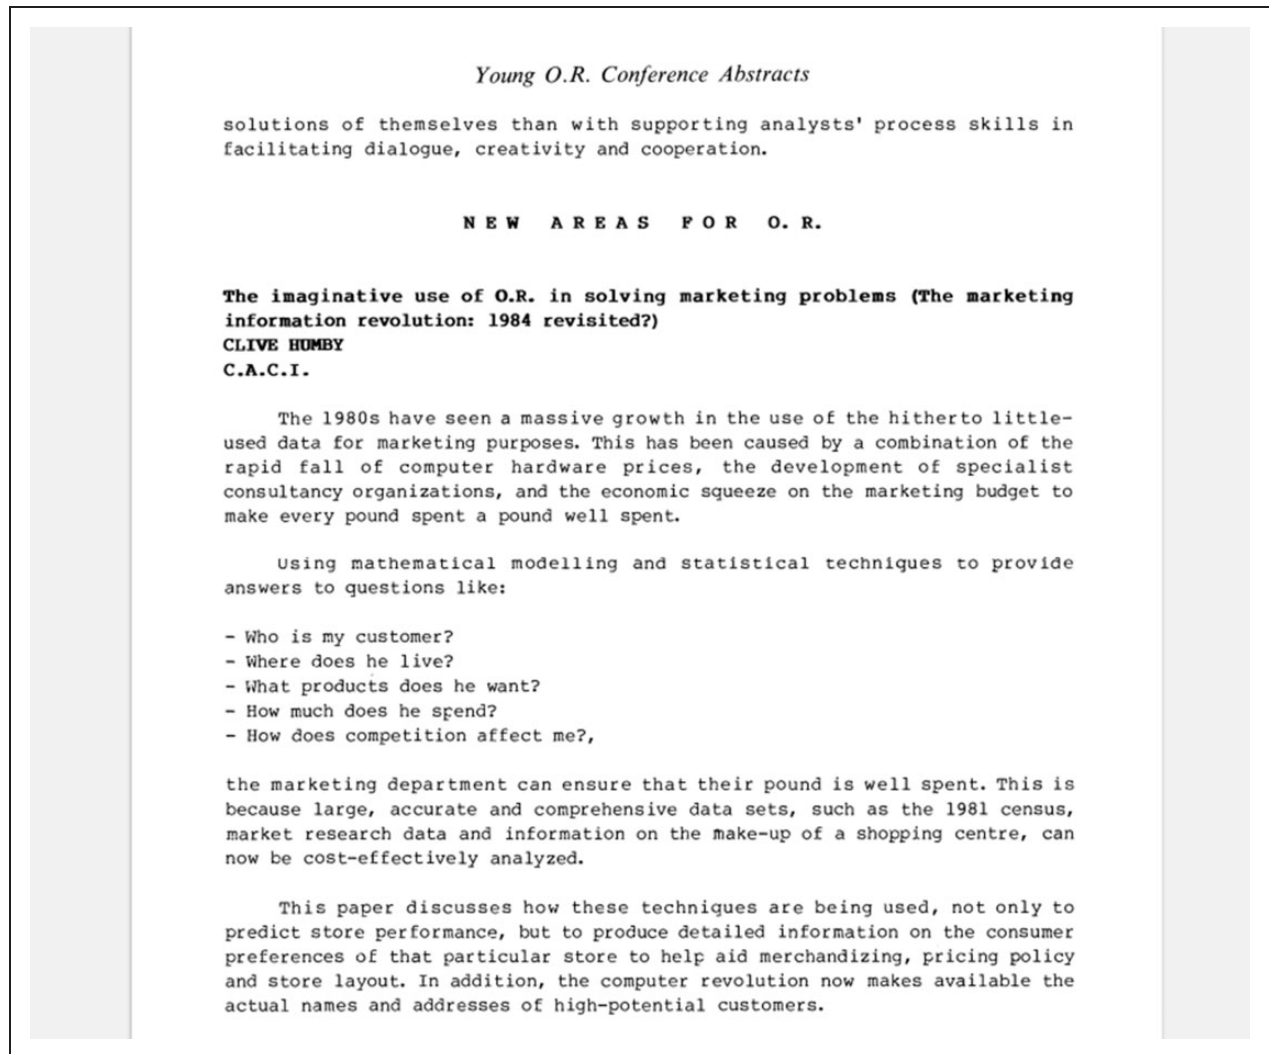 Young O.R. Conference Abstracts
solutions of themselves than with supporting analysts' process skills in
facilitating dialogue, creativity and cooperation.
NEW AREAS FOR O.R.
The imaginative use of O.R. in solving marketing problems (The marketing
information revolution: 1984 revisited?)
CLIVE HUMBY
C.A.C.I.
The 1980s have seen a massive growth in the use of the hitherto little-
used data for marketing purposes. This has been caused by a combination of the
rapid fall of computer hardware prices, the development of specialist
consultancy organizations, and the economic squeeze on the marketing budget to
make every pound spent a pound well spent.
Using mathematical modelling and statistical techniques to provide
answers to questions like:
- Who is my customer?
- Where does he live?
- What products does he want?
- How much does he spend?
- How does competition affect me?,
the marketing department can ensure that their pound is well spent. This is
because large, accurate and comprehensive data sets, such as the 1981 census,
market research data and information on the make-up of a shopping centre, can
now be cost-effectively analyzed.
This paper discusses how these techniques are being used, not only to
predict store performance, but to produce detailed information on the consumer
preferences of that particular store to help aid merchandizing, pricing policy
and store layout. In addition, the computer revolution now makes available the
actual names and addresses of high-potential customers.